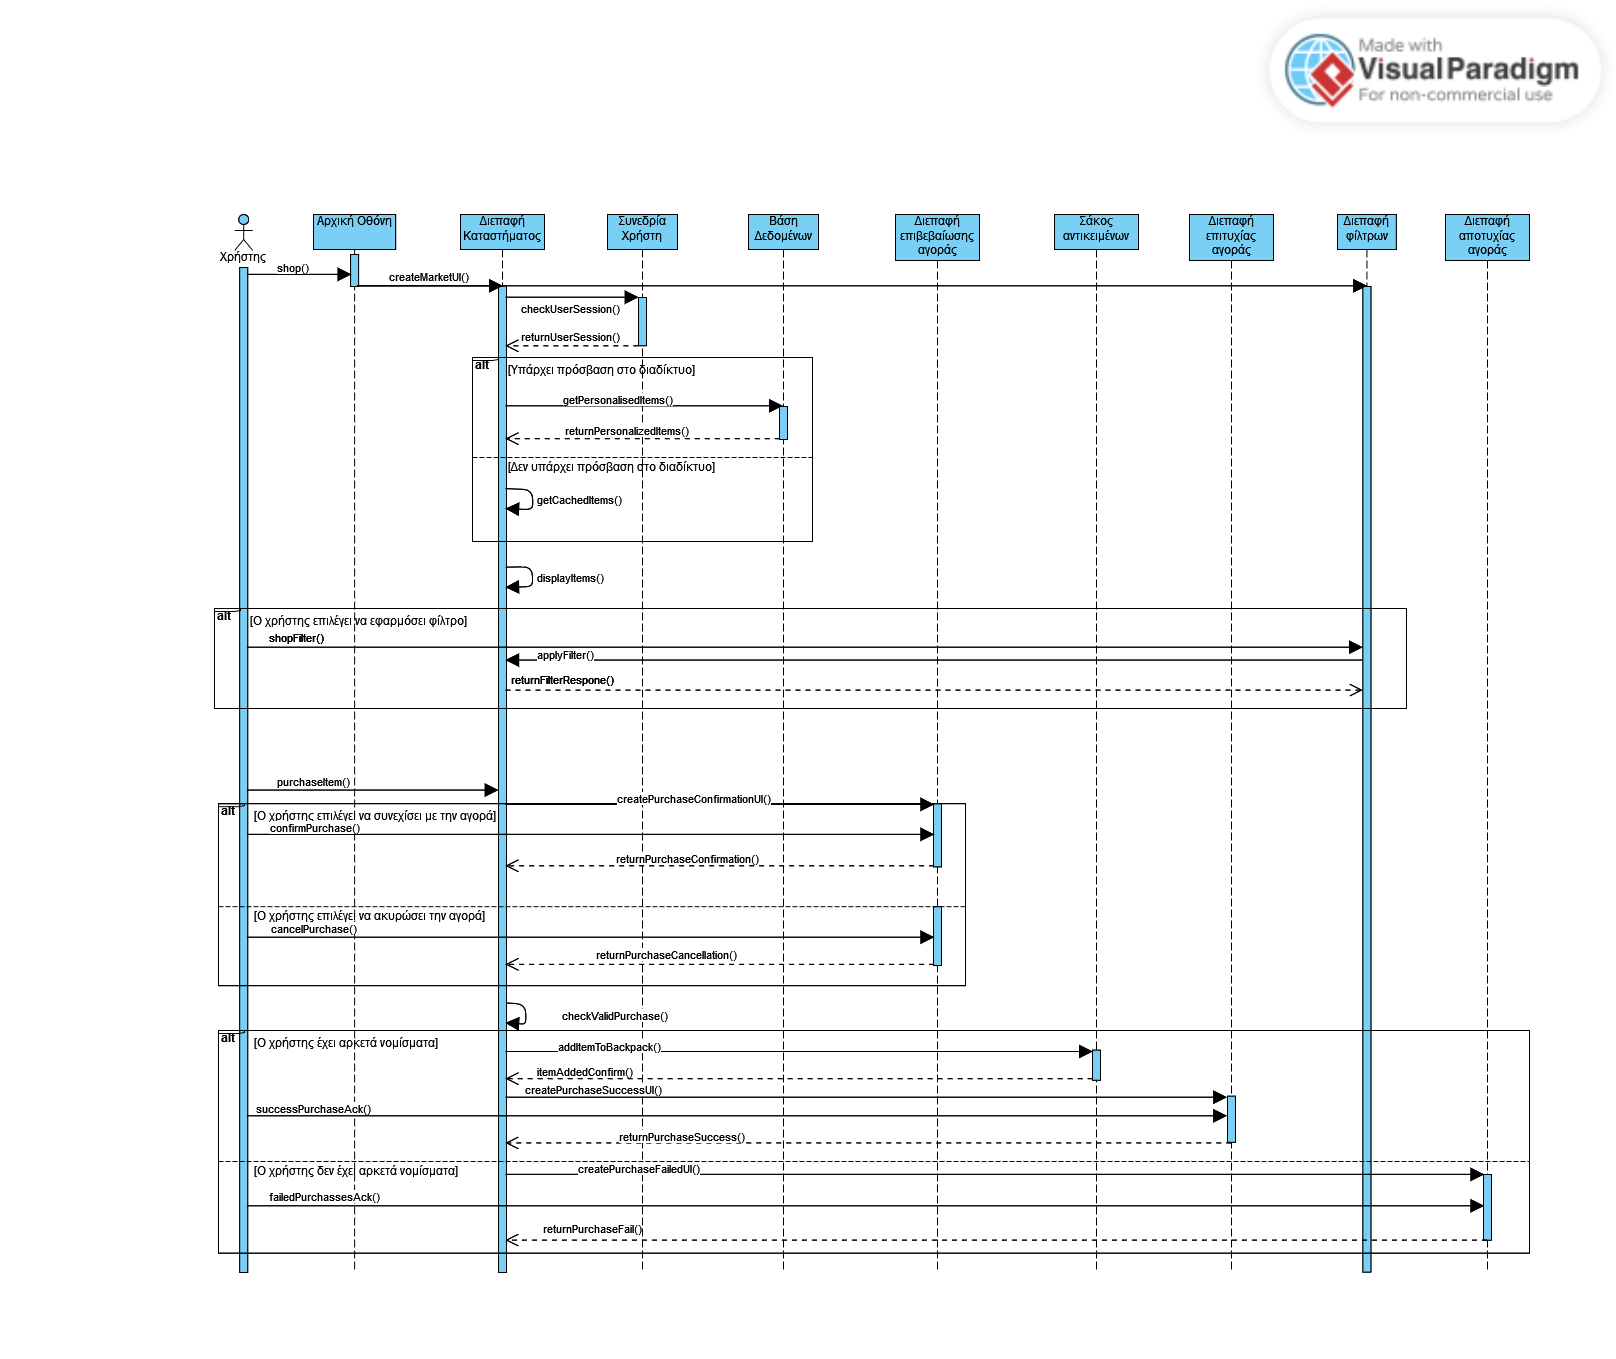 Made with
Visual Paradigm
For non-commercial use
Χρήστης
Αρχική Οθόνη
Διεπαφή
Καταστήματος
Συνεδρία
Χρήστη
Βάση
Δεδομένων
Διεπαφή
επιβεβαίωσης
αγοράς
Σάκος
αντικειμένων
Διεπαφή
επιτυχίας
αγοράς
Διεπαφή
φίλτρων
Διεπαφή
αποτυχίας
αγοράς
shop()
createMarketUI()
checkUserSession()
returnUserSession()
alt
[Υπάρχει πρόσβαση στο διαδίκτυο]
getPersonalisedItems()
returnPersonalizedItems()
[Δεν υπάρχει πρόσβαση στο διαδίκτυο]
getCachedItems()
displayItems()
alt
[Ο χρήστης επιλέγει να εφαρμόσει φίλτρο]
shopFilter()
applyFilter()
returnFilterRespone()
purchaseItem()
createPurchaseConfirmationUI()
alt
[Ο χρήστης επιλέγει να συνεχίσει με την αγορά]
confirmPurchase()
returnPurchaseConfirmation()
[Ο χρήστης επιλέγει να ακυρώσει την αγορά]
cancelPurchase()
returnPurchaseCancellation()
checkValidPurchase()
alt
[Ο χρήστης έχει αρκετά νομίσματα]
addItemToBackpack()
itemAddedConfirm()
createPurchaseSuccessUI()
successPurchaseAck()
returnPurchaseSuccess()
[Ο χρήστης δεν έχει αρκετά νομίσματα]
createPurchaseFailedUI()
failedPurchassesAck()
returnPurchaseFail()